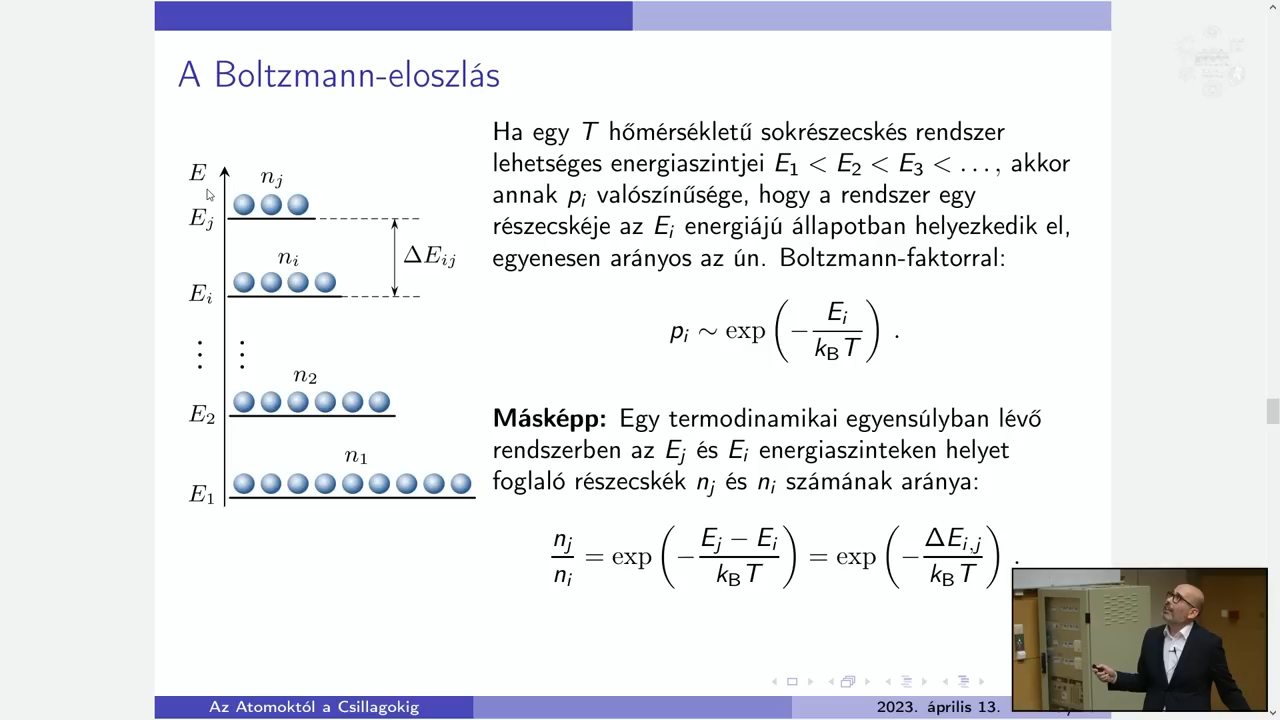 A Boltzmann-eloszlás
E
n_j
E_j
n_i
ΔE_{ij}
E_i
⋮ ⋮
n_2
E_2
n_1
E_1
Ha egy T hőmérsékletű sokrészecskés rendszer
lehetséges energiaszintjei E_1 < E_2 < E_3 < ..., akkor
annak p_i valószínűsége, hogy a rendszer egy
részecskéje az E_i energiájú állapotban helyezkedik el,
egyenesen arányos az ún. Boltzmann-faktorral:
p_i ∼ exp(−E_i/(k_B T)) .
Másképp: Egy termodinamikai egyensúlyban lévő
rendszerben az E_j és E_i energiaszinteken helyet
foglaló részecskék n_j és n_i számának aránya:
n_j/n_i = exp(−(E_j − E_i)/(k_B T)) = exp(−ΔE_{i,j}/(k_B T)) .
Az Atomoktól a Csillagokig
2023. április 13.